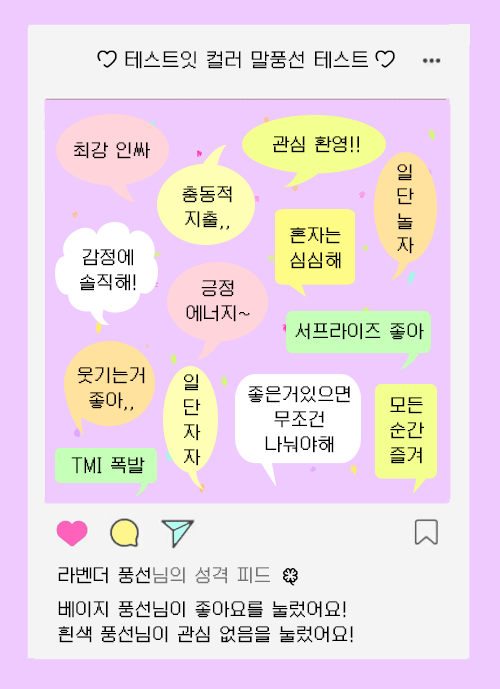 ♡ 테스트잇 컬러 말풍선 테스트 ♡
최강 인싸
관심 환영!!
충동적
지출,,
일
단
놀
자
혼자는
심심해
감정에
솔직해!
긍정
에너지~
서프라이즈 좋아
웃기는거
좋아,,
일
단
자
자
좋은거있으면
무조건
나눠야해
모든
순간
즐겨
TMI 폭발
라벤더 풍선님의 성격 피드
베이지 풍선님이 좋아요를 눌렀어요!
흰색 풍선님이 관심 없음을 눌렀어요!